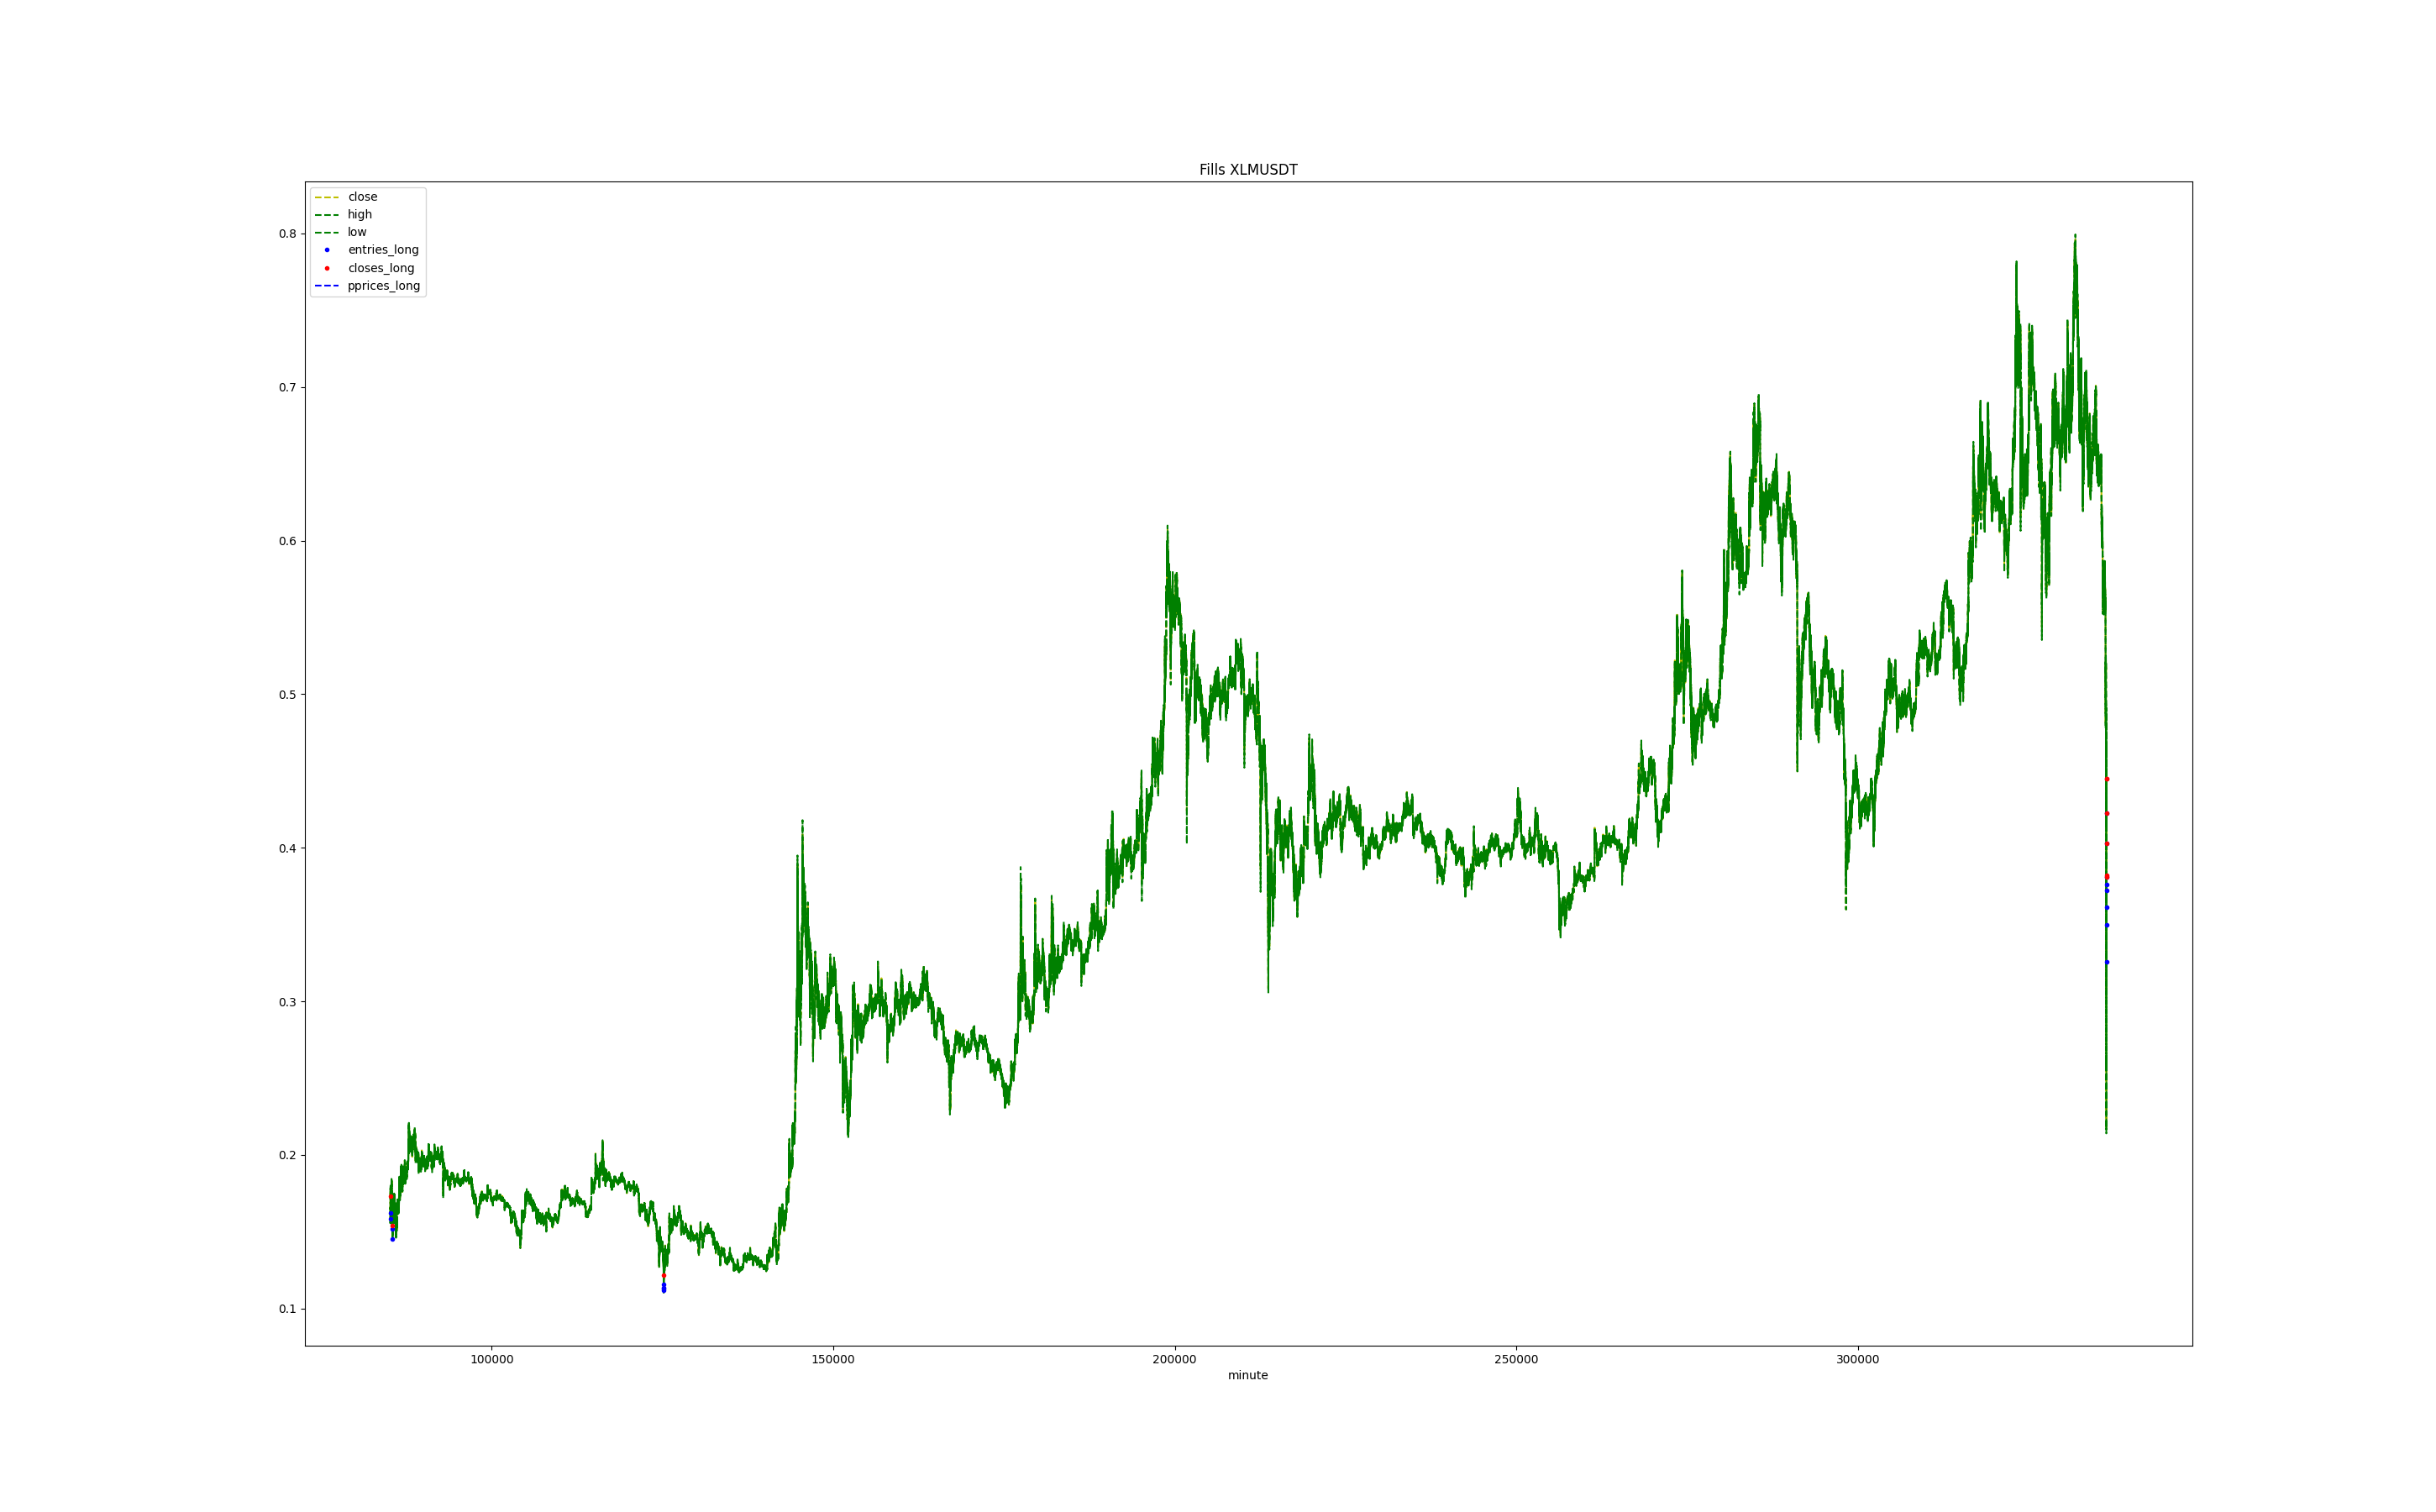 Fills XLMUSDT
close
high
low
entries_long
closes_long
pprices_long
0.8
0.7
0.6
0.5
0.4
0.3
0.2
0.1
100000 150000 200000 250000 300000
minute